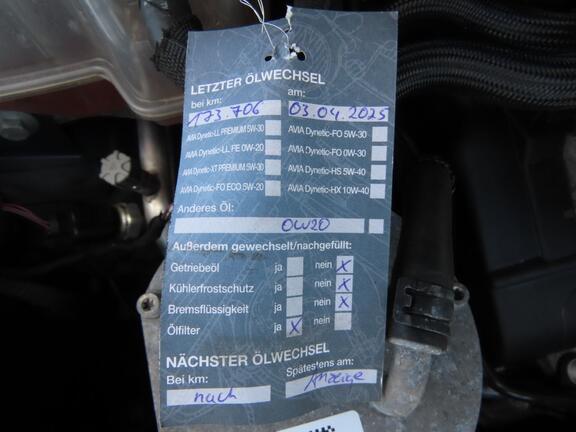 LETZTER ÖLWECHSEL
bei km: am:
173.706 03.04.2025
AVIA Dynetic-LL PREMIUM 5W-30 AVIA Dynetic-FO 5W-30
AVIA Dynetic-LL FE 0W-20 AVIA Dynetic-FO 0W-30
AVIA Dynetic-XT PREMIUM 5W-30 AVIA Dynetic-HS 5W-40
AVIA Dynetic-FO ECO 5W-20 AVIA Dynetic-HX 10W-40
Anderes Öl:
0W20
Außerdem gewechselt/nachgefüllt:
Getriebeöl ja nein X
Kühlerfrostschutz ja nein X
Bremsflüssigkeit ja nein X
Ölfilter ja X nein
NÄCHSTER ÖLWECHSEL
Bei km: Spätestens am:
nach Anzeige